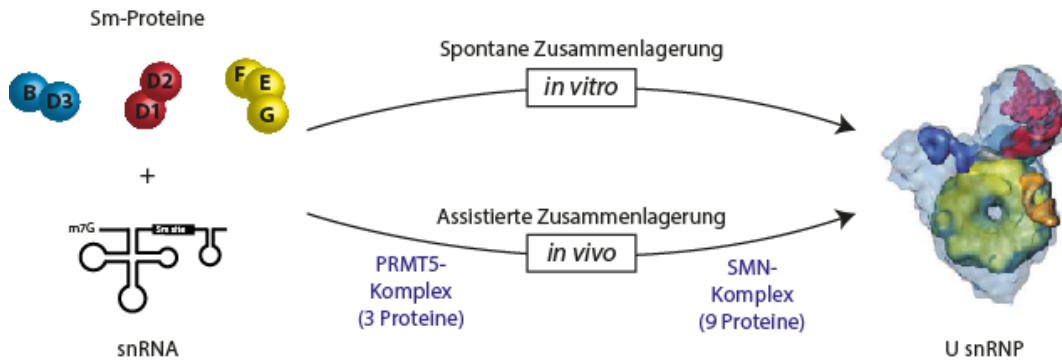 Sm-Proteine
B
D3
D2
D1
F
E
G
+
m7G
Sm site
snRNA
Spontane Zusammenlagerung
in vitro
Assistierte Zusammenlagerung
in vivo
PRMT5-
Komplex
(3 Proteine)
SMN-
Komplex
(9 Proteine)
U snRNP